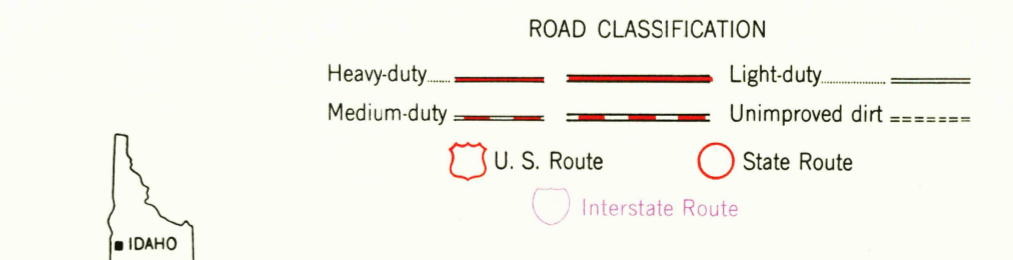 ROAD CLASSIFICATION
Heavy-duty Light-duty
Medium-duty Unimproved dirt
U. S. Route State Route
Interstate Route
IDAHO